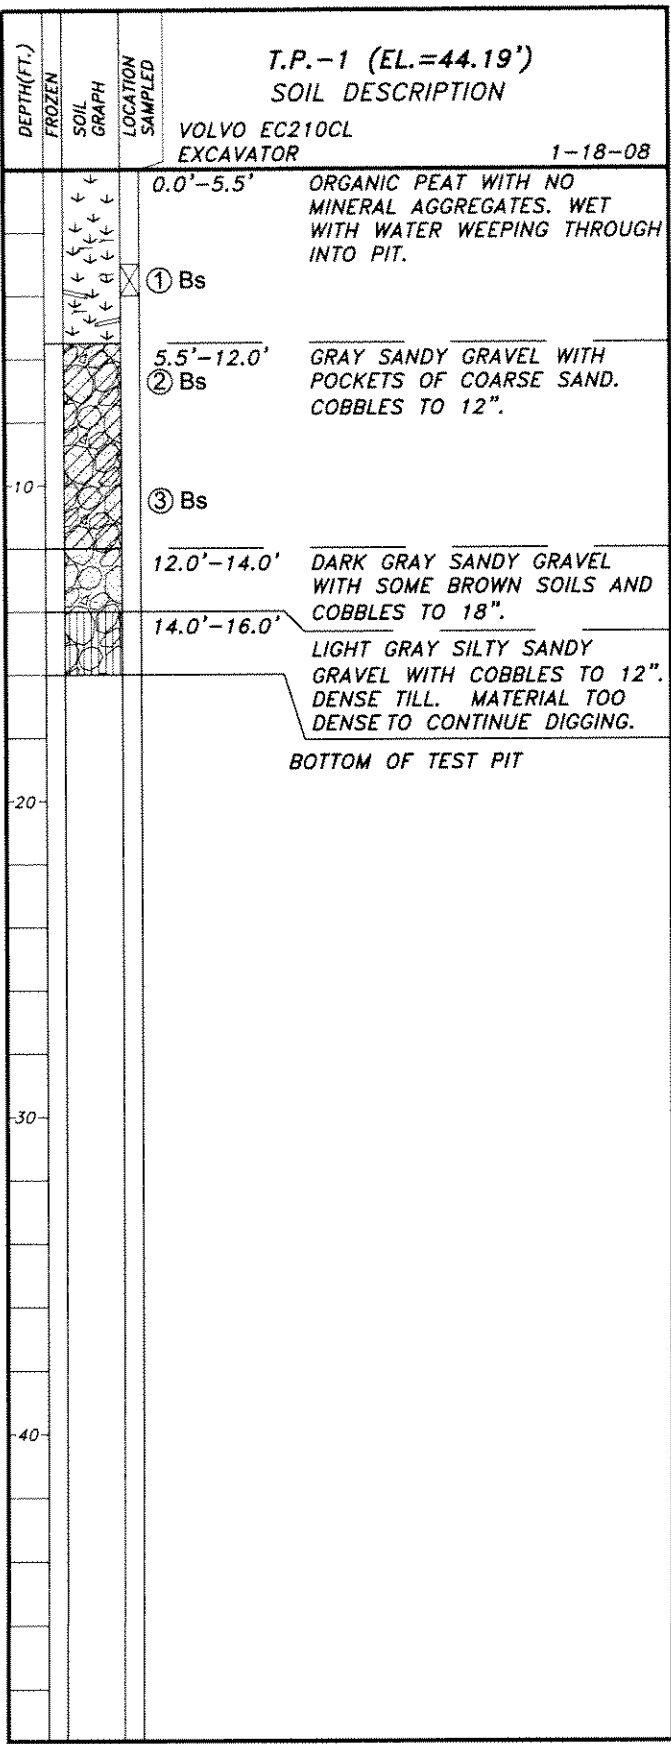 DEPTH(FT.)
FROZEN
SOIL
GRAPH
LOCATION
SAMPLED
T.P.-1 (EL.=44.19')
SOIL DESCRIPTION
VOLVO EC210CL
EXCAVATOR
1-18-08
0.0'-5.5'
ORGANIC PEAT WITH NO
MINERAL AGGREGATES. WET
WITH WATER WEEPING THROUGH
INTO PIT.
① Bs
5.5'-12.0'
GRAY SANDY GRAVEL WITH
POCKETS OF COARSE SAND.
COBBLES TO 12".
② Bs
10
③ Bs
12.0'-14.0'
DARK GRAY SANDY GRAVEL
WITH SOME BROWN SOILS AND
COBBLES TO 18".
14.0'-16.0'
LIGHT GRAY SILTY SANDY
GRAVEL WITH COBBLES TO 12".
DENSE TILL. MATERIAL TOO
DENSE TO CONTINUE DIGGING.
BOTTOM OF TEST PIT
20
30
40